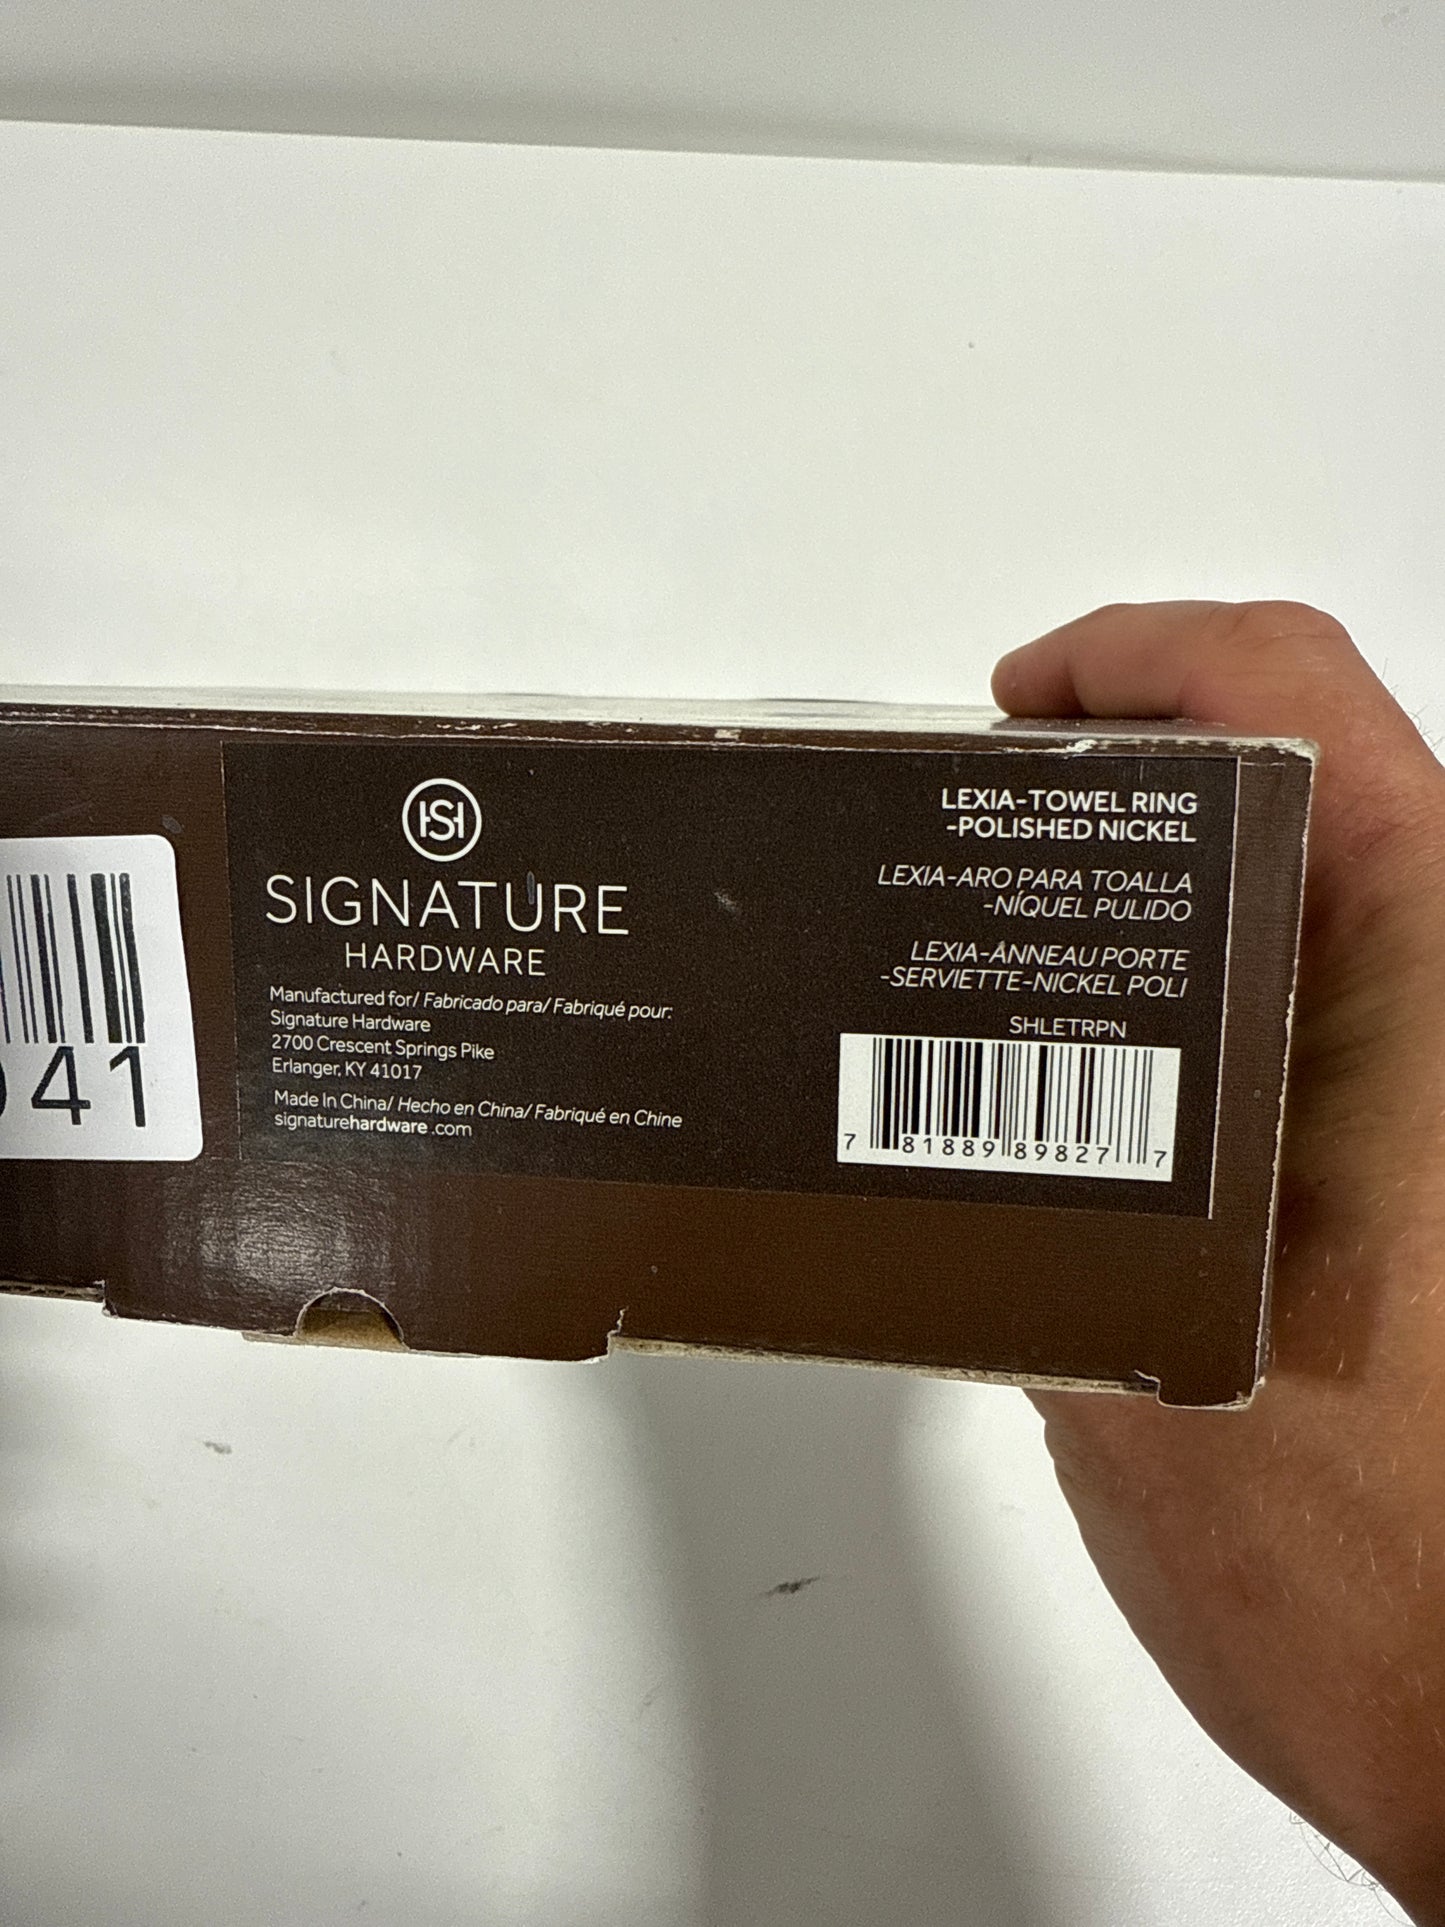 41
HS
SIGNATURE
HARDWARE
Manufactured for/ Fabricado para/ Fabriqué pour:
Signature Hardware
2700 Crescent Springs Pike
Erlanger, KY 41017
Made In China/ Hecho en China/ Fabriqué en Chine
signaturehardware .com
LEXIA-TOWEL RING
-POLISHED NICKEL
LEXIA-ARO PARA TOALLA
-NÍQUEL PULIDO
LEXIA-ANNEAU PORTE
-SERVIETTE-NICKEL POLI
SHLETRPN
7 81889 89827 7